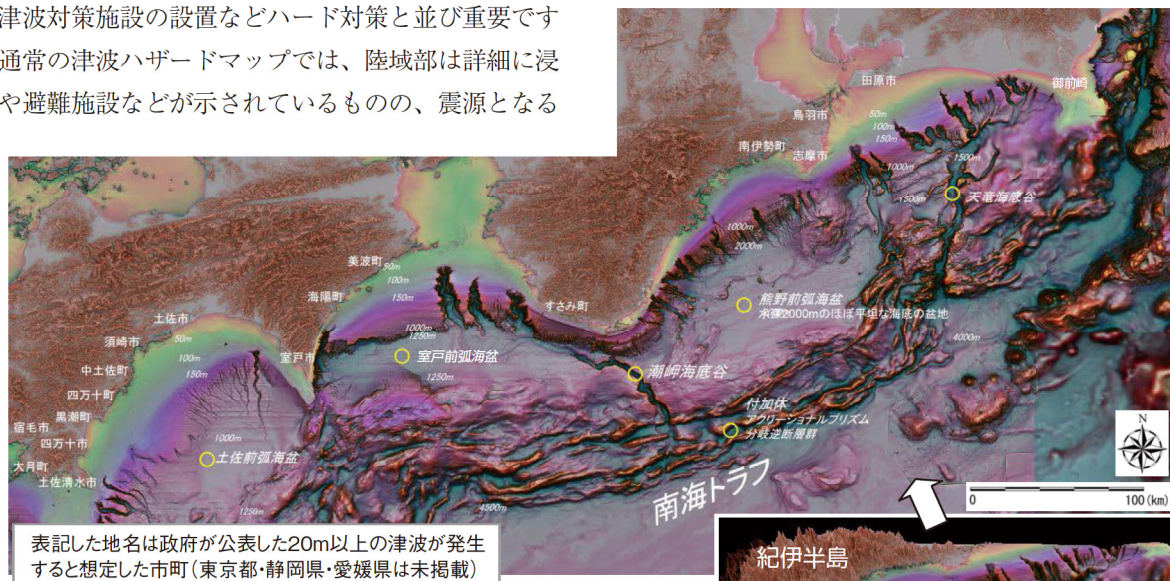 津波対策施設の設置などハード対策と並び重要です
通常の津波ハザードマップでは、陸域部は詳細に浸
や避難施設などが示されているものの、震源となる
田原市
御前崎
鳥羽市
50m
100m
150m
南伊勢町
志摩市
1000m
1500m
1500m
天竜海底谷
1000m
2000m
美波町
50m
100m
150m
海陽町
すさみ町
熊野前弧海盆
水深2000mのほぼ平坦な海底の盆地
土佐市
須崎市
50m
100m
150m
中土佐町
室戸市
1000m
1250m
室戸前弧海盆
1250m
4000m
潮岬海底谷
四万十町
黒潮町
宿毛市
四万十市
1000m
付加体
アクリーショナルプリズム
分岐逆断層群
土佐前弧海盆
大月町
土佐清水市
1250m
4500m
南海トラフ
N
0 100(km)
表記した地名は政府が公表した20m以上の津波が発生
すると想定した市町(東京都・静岡県・愛媛県は未掲載)
紀伊半島